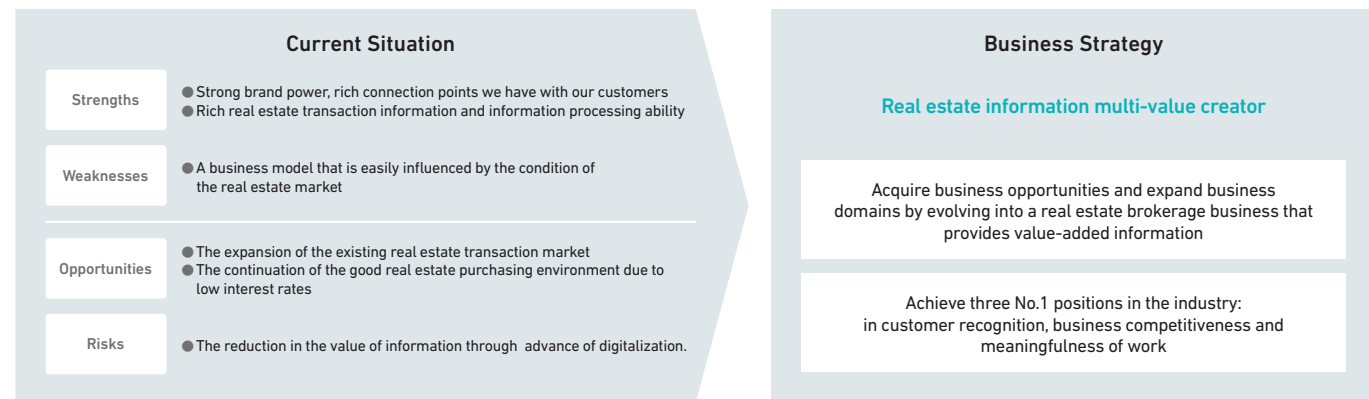 Current Situation
Strengths
● Strong brand power, rich connection points we have with our customers
● Rich real estate transaction information and information processing ability
Weaknesses
● A business model that is easily influenced by the condition of
the real estate market
Opportunities
● The expansion of the existing real estate transaction market
● The continuation of the good real estate purchasing environment due to
low interest rates
Risks
● The reduction in the value of information through advance of digitalization.
Business Strategy
Real estate information multi-value creator
Acquire business opportunities and expand business
domains by evolving into a real estate brokerage business that
provides value-added information
Achieve three No.1 positions in the industry:
in customer recognition, business competitiveness and
meaningfulness of work